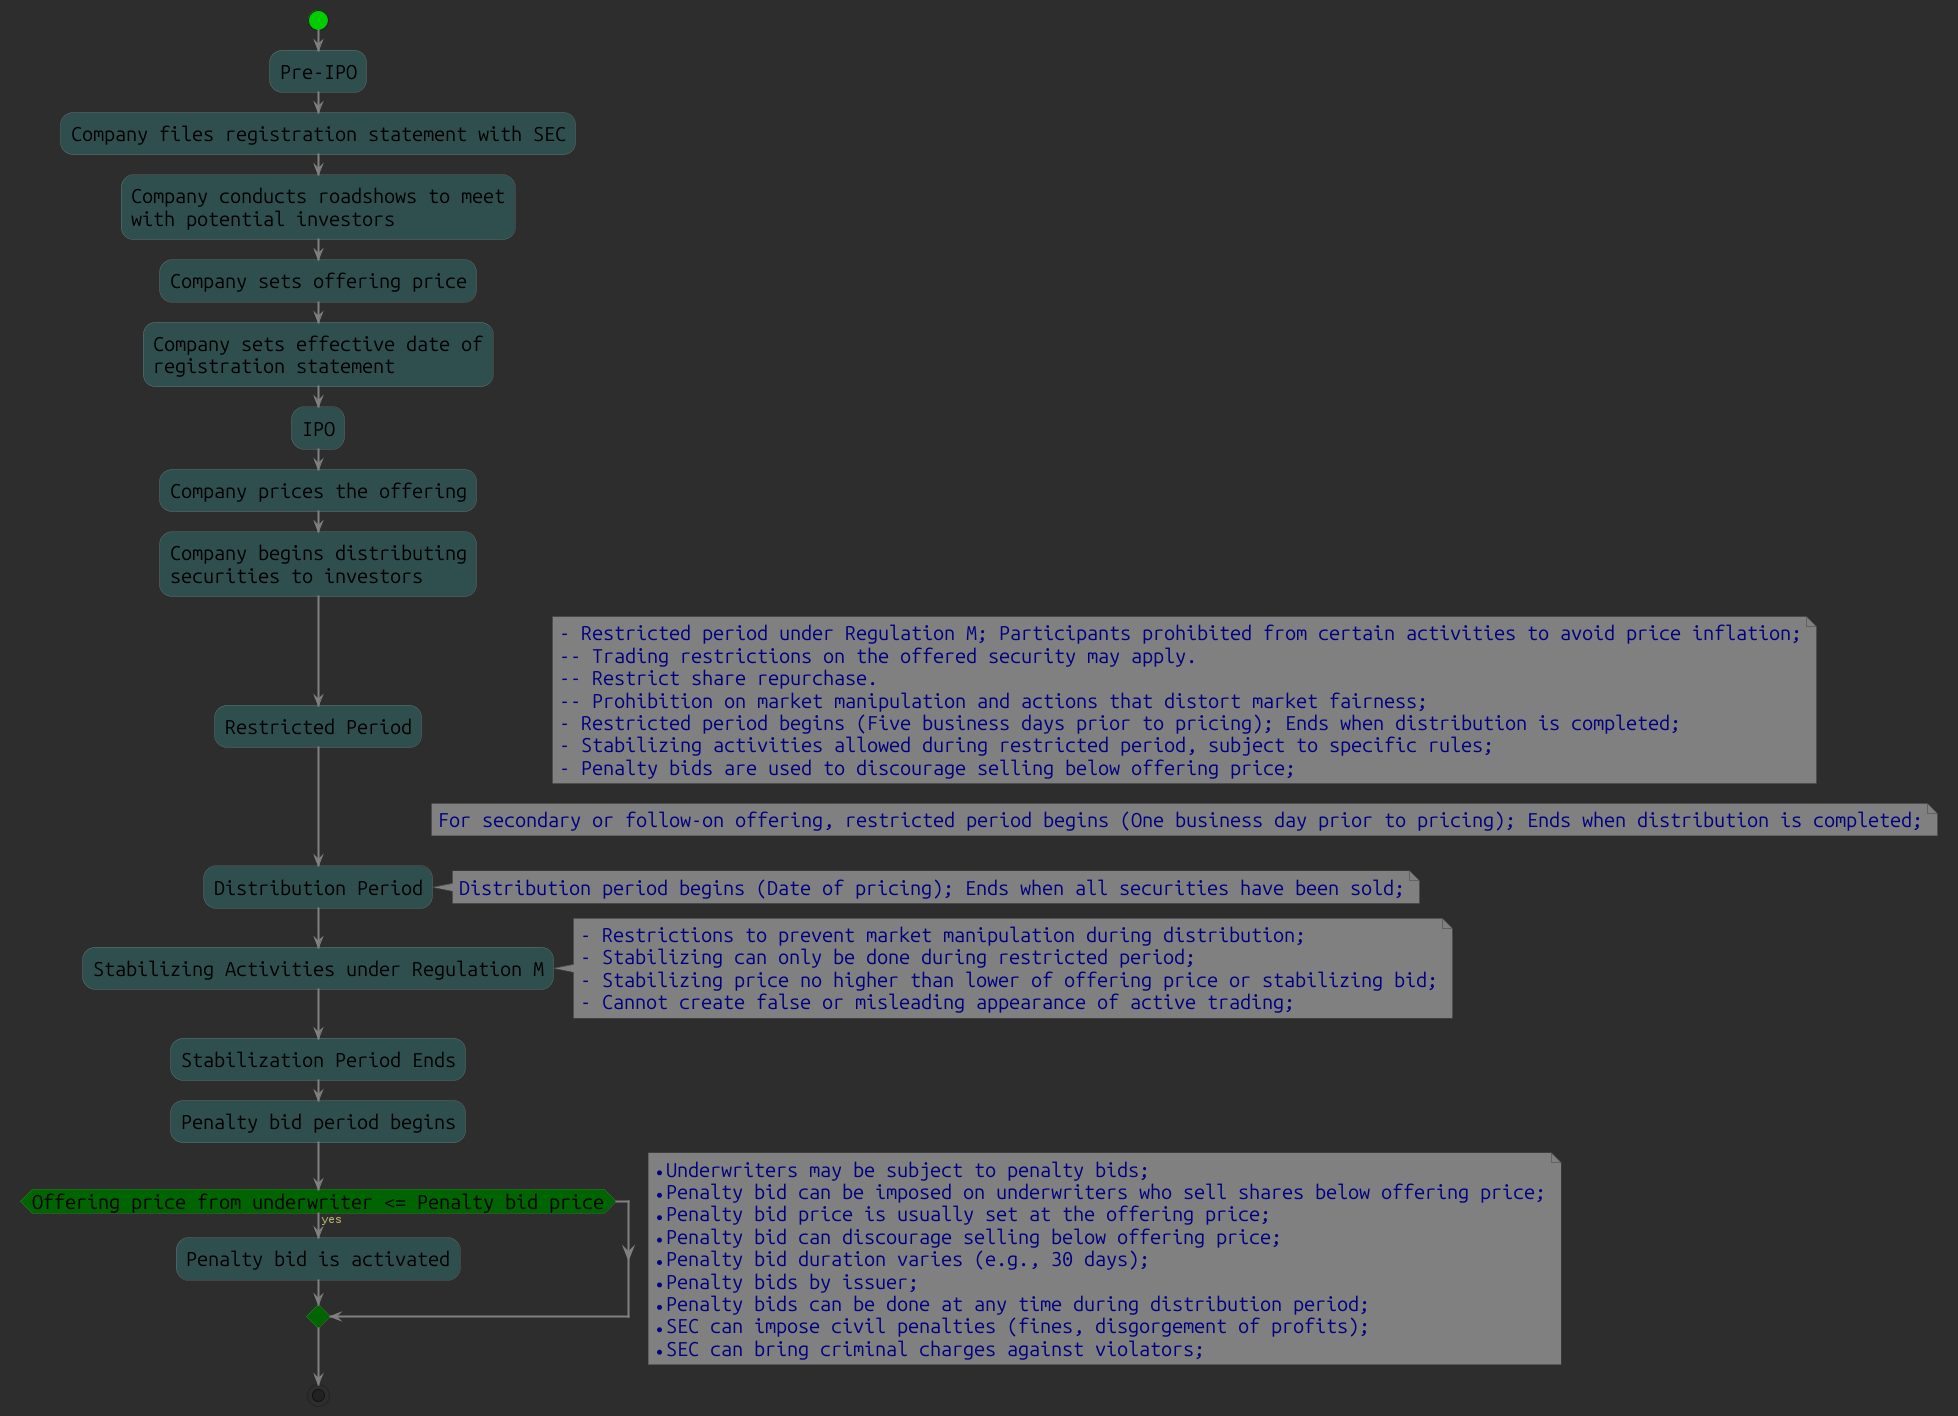 Pre-IPO
Company files registration statement with SEC
Company conducts roadshows to meet
with potential investors
Company sets offering price
Company sets effective date of
registration statement
IPO
Company prices the offering
Company begins distributing
securities to investors
- Restricted period under Regulation M; Participants prohibited from certain activities to avoid price inflation;
-- Trading restrictions on the offered security may apply.
-- Restrict share repurchase.
-- Prohibition on market manipulation and actions that distort market fairness;
- Restricted period begins (Five business days prior to pricing); Ends when distribution is completed;
- Stabilizing activities allowed during restricted period, subject to specific rules;
- Penalty bids are used to discourage selling below offering price;
Restricted Period
For secondary or follow-on offering, restricted period begins (One business day prior to pricing); Ends when distribution is completed;
Distribution Period
Distribution period begins (Date of pricing); Ends when all securities have been sold;
Stabilizing Activities under Regulation M
- Restrictions to prevent market manipulation during distribution;
- Stabilizing can only be done during restricted period;
- Stabilizing price no higher than lower of offering price or stabilizing bid;
- Cannot create false or misleading appearance of active trading;
Stabilization Period Ends
Penalty bid period begins
Offering price from underwriter <= Penalty bid price
yes
Penalty bid is activated
•Underwriters may be subject to penalty bids;
•Penalty bid can be imposed on underwriters who sell shares below offering price;
•Penalty bid price is usually set at the offering price;
•Penalty bid can discourage selling below offering price;
•Penalty bid duration varies (e.g., 30 days);
•Penalty bids by issuer;
•Penalty bids can be done at any time during distribution period;
•SEC can impose civil penalties (fines, disgorgement of profits);
•SEC can bring criminal charges against violators;